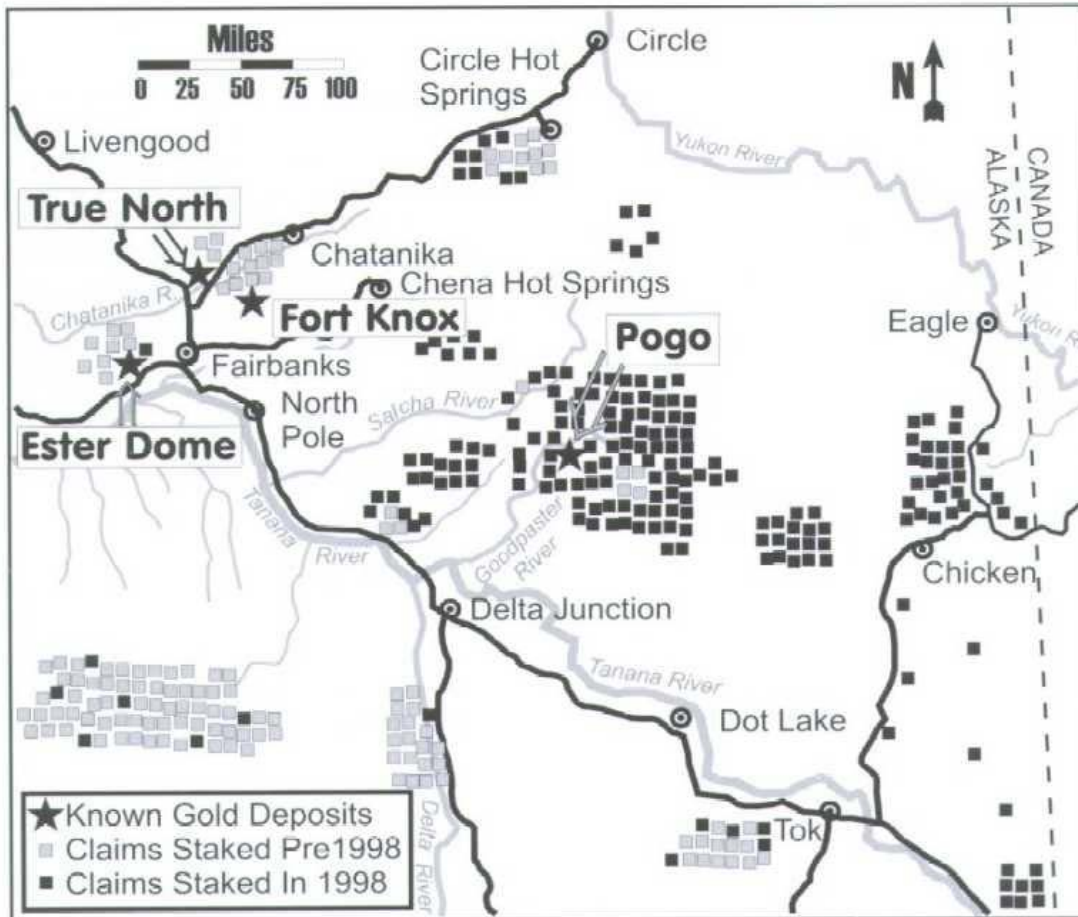 Miles
0 25 50 75 100
Circle
Circle Hot
Springs
N
Livengood
Yukon River
CANADA
ALASKA
True North
Chatanika
Chena Hot Springs
Chatanika R.
Fort Knox
Pogo
Eagle
Yukon R
Fairbanks
North
Pole
Salcha River
Ester Dome
Tanana
River
Goodpaster
River
Chicken
Delta Junction
Tanana River
Dot Lake
Tok
Delta River
Known Gold Deposits
Claims Staked Pre1998
Claims Staked In 1998